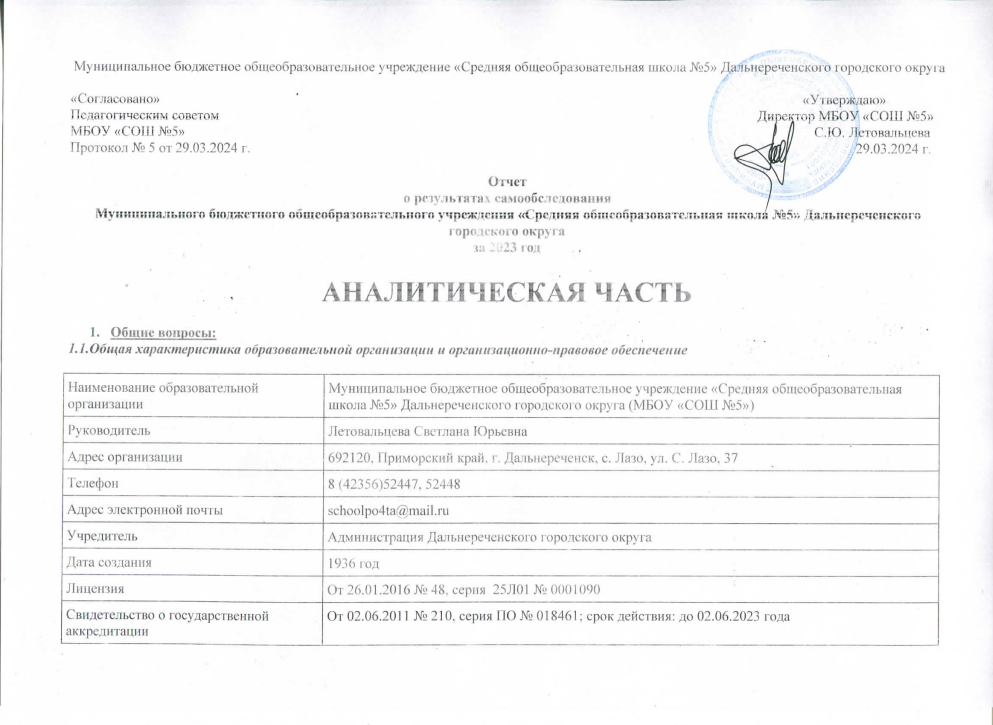 Муниципальное бюджетное общеобразовательное учреждение «Средняя общеобразовательная школа №5» Дальнереченского городского округа
«Согласовано»
Педагогическим советом
МБОУ «СОШ №5»
Протокол № 5 от 29.03.2024 г.
«Утверждаю»
Директор МБОУ «СОШ №5»
С.Ю. Летовальцева
29.03.2024 г.
Отчет
о результатах самообследования
Муниципального бюджетного общеобразовательного учреждения «Средняя общеобразовательная школа №5» Дальнереченского
городского округа
за 2023 год
АНАЛИТИЧЕСКАЯ ЧАСТЬ
1. Общие вопросы:
1.1.Общая характеристика образовательной организации и организационно-правовое обеспечение
Наименование образовательной
организации
Муниципальное бюджетное общеобразовательное учреждение «Средняя общеобразовательная
школа №5» Дальнереченского городского округа (МБОУ «СОШ №5»)
Руководитель
Летовальцева Светлана Юрьевна
Адрес организации
692120, Приморский край, г. Дальнереченск, с. Лазо, ул. С. Лазо, 37
Телефон
8 (42356)52447, 52448
Адрес электронной почты
schoolpo4ta@mail.ru
Учредитель
Администрация Дальнереченского городского округа
Дата создания
1936 год
Лицензия
От 26.01.2016 № 48, серия 25Л01 № 0001090
Свидетельство о государственной
аккредитации
От 02.06.2011 № 210, серия ПО № 018461; срок действия: до 02.06.2023 года